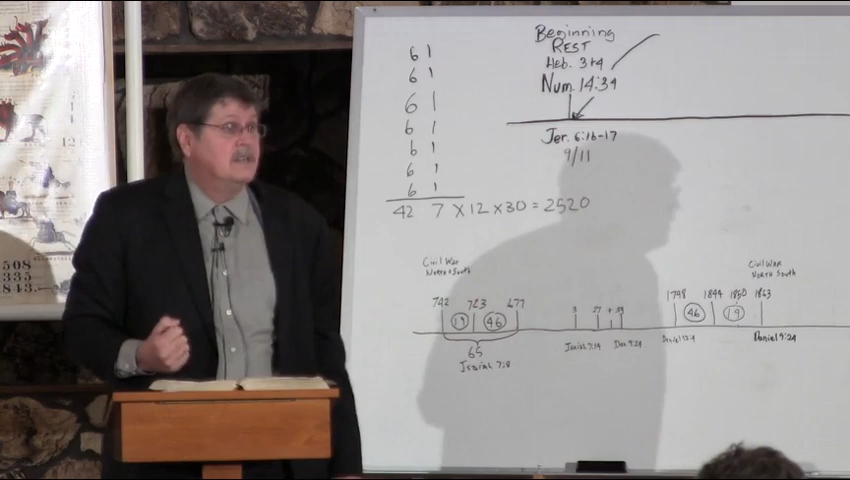 6 1
6 1
6 1
6 1
6 1
6 1
6 1
42 7 X 12 X 30 = 2520
Beginning
REST
Heb. 3+4
Num. 14:34
Jer. 6:16-17
9/11
Civil War
North + South
742 723 677
19 46
65
Isaiah 7:8
3 27 + 33
Isaiah 7:14 Dan. 9:24
Civil War
North South
1798 1844 1850 1863
46 19
Daniel 9:24
508
335
843.
12